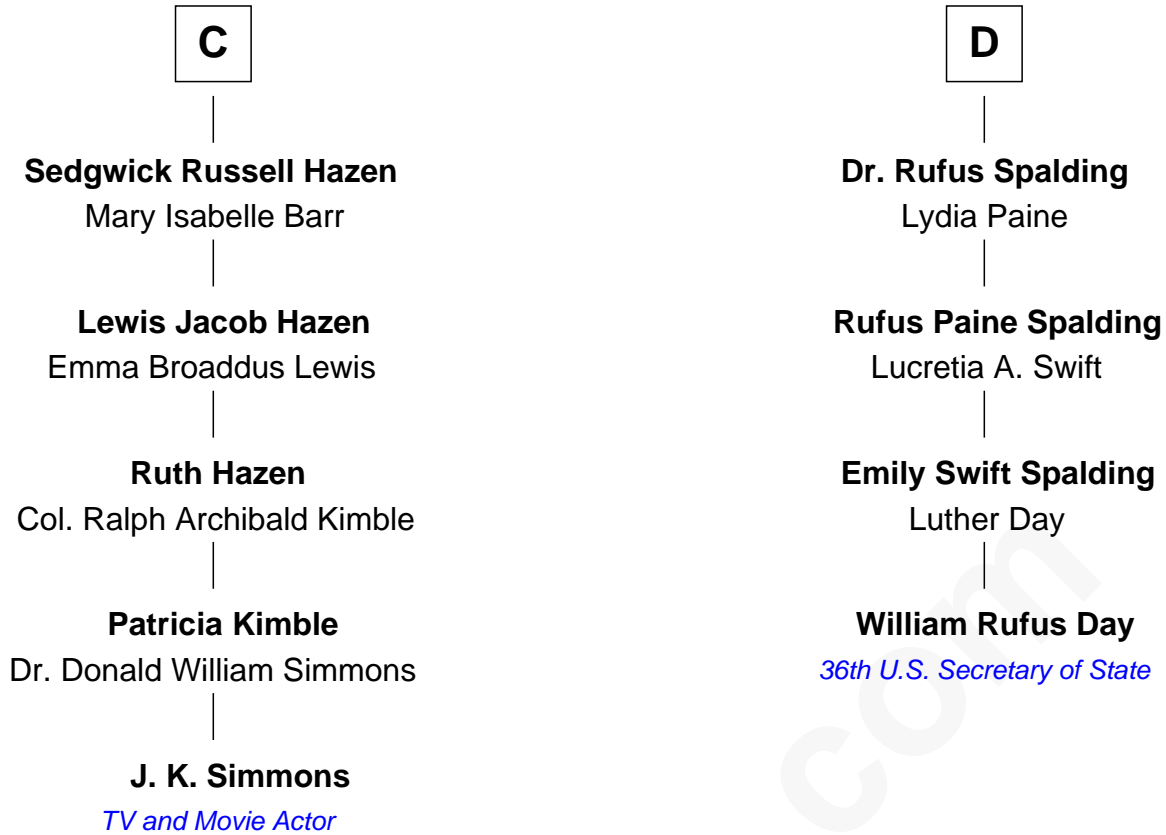 C
Sedgwick Russell Hazen
Mary Isabelle Barr
Lewis Jacob Hazen
Emma Broaddus Lewis
Ruth Hazen
Col. Ralph Archibald Kimble
Patricia Kimble
Dr. Donald William Simmons
J. K. Simmons
TV and Movie Actor
D
Dr. Rufus Spalding
Lydia Paine
Rufus Paine Spalding
Lucretia A. Swift
Emily Swift Spalding
Luther Day
William Rufus Day
36th U.S. Secretary of State
com